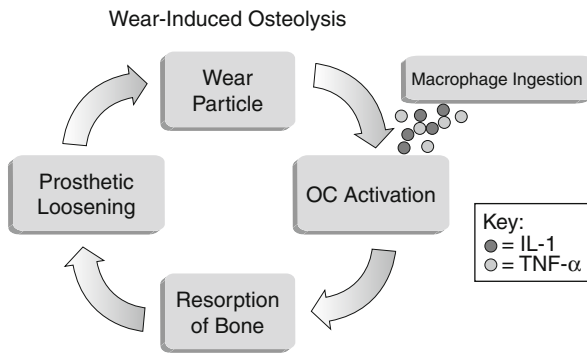 Wear-Induced Osteolysis
Wear
Particle
Macrophage Ingestion
Prosthetic
Loosening
OC Activation
Key:
= IL-1
= TNF-α
Resorption
of Bone